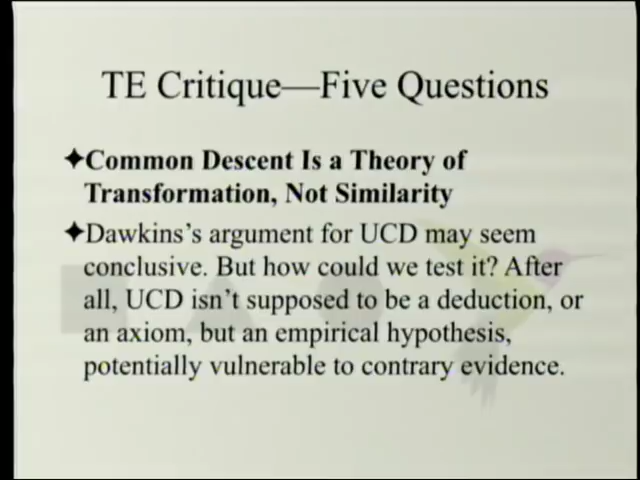 TE Critique—Five Questions
Common Descent Is a Theory of
Transformation, Not Similarity
Dawkins's argument for UCD may seem
conclusive. But how could we test it? After
all, UCD isn't supposed to be a deduction, or
an axiom, but an empirical hypothesis,
potentially vulnerable to contrary evidence.